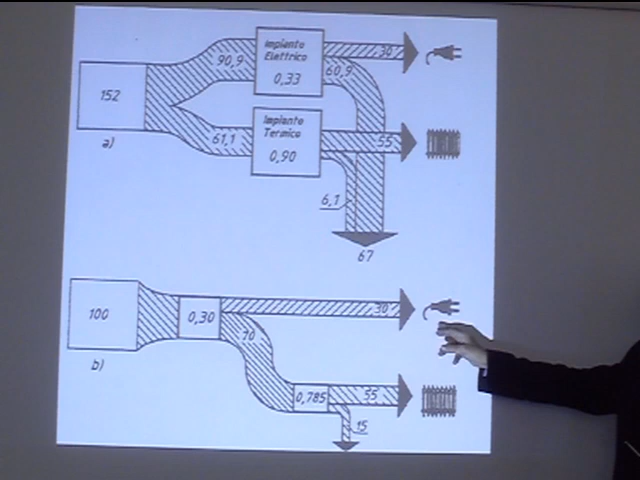 152
a)
90,9
61,1
Impianto
Elettrico
0,33
30
60,9
Impianto
Termico
0,90
55
6,1
67
100
b)
0,30
30
70
0,785
55
15